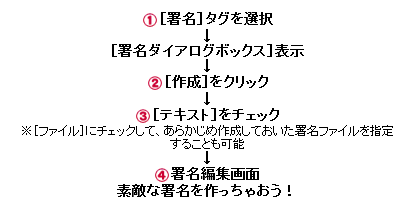 ①[署名]タグを選択
↓
[署名ダイアログボックス]表示
↓
②[作成]をクリック
↓
③[テキスト]をチェック
※[ファイル]にチェックして、あらかじめ作成しておいた署名ファイルを指定
することも可能
↓
④署名編集画面
素敵な署名を作っちゃおう！